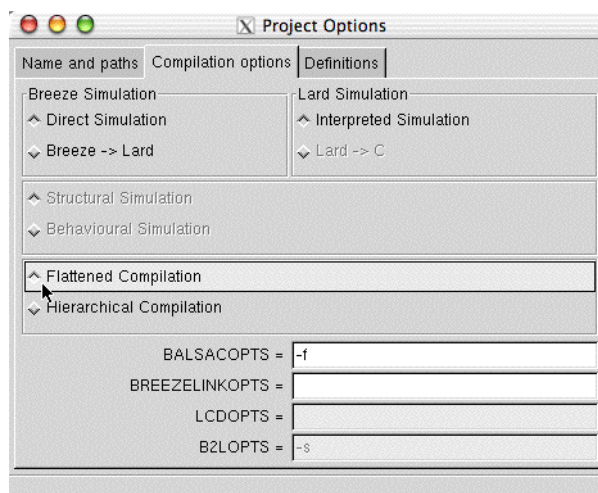 Project Options
Name and paths Compilation options Definitions
Breeze Simulation
Direct Simulation
Breeze -> Lard
Lard Simulation
Interpreted Simulation
Lard -> C
Structural Simulation
Behavioural Simulation
Flattened Compilation
Hierarchical Compilation
BALSACOPTS = -f
BREEZELINKOPTS =
LCDOPTS =
B2LOPTS = -s